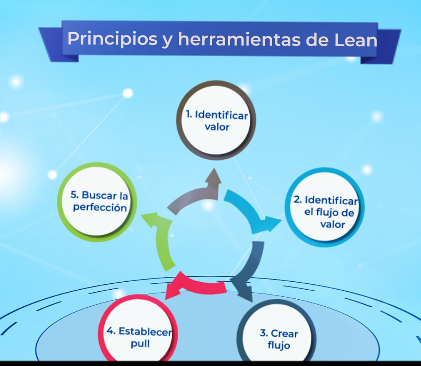 Principios y herramientas de Lean
1. Identificar
valor
2. Identificar
el flujo de
valor
3. Crear
flujo
4. Establecer
pull
5. Buscar la
perfección